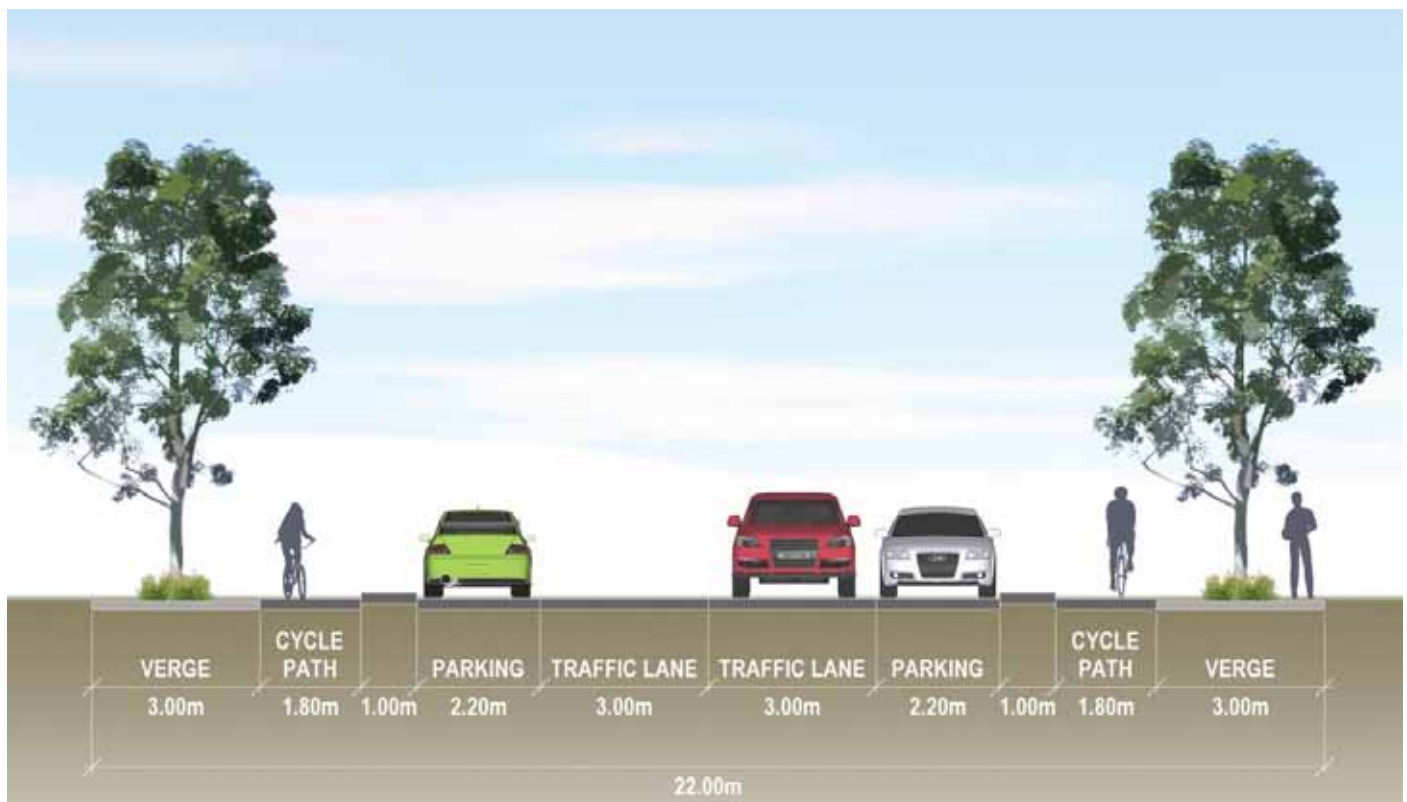 VERGE
CYCLE
PATH
PARKING
TRAFFIC LANE
TRAFFIC LANE
PARKING
CYCLE
PATH
VERGE
3.00m
1.80m
1.00m
2.20m
3.00m
3.00m
2.20m
1.00m
1.80m
3.00m
22.00m